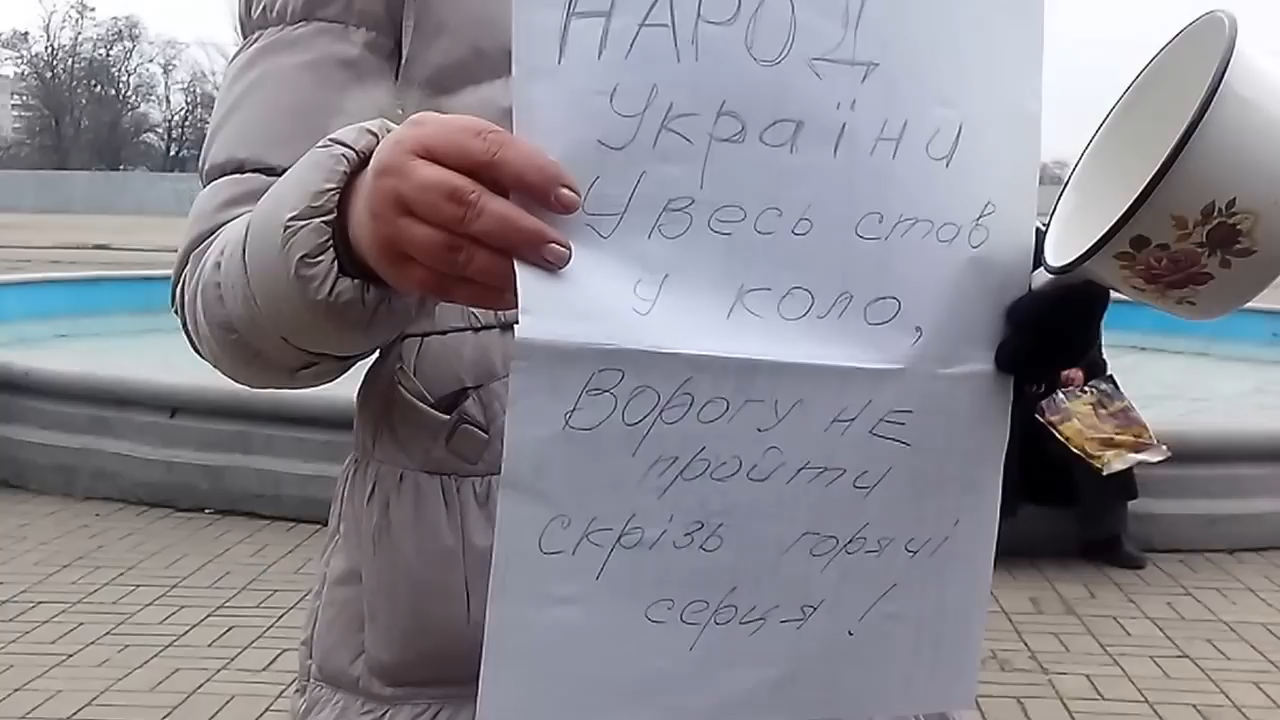 НАРОД
України
Увесь став
у коло,
Ворогу НЕ
пройти
скрізь горячі
серця!